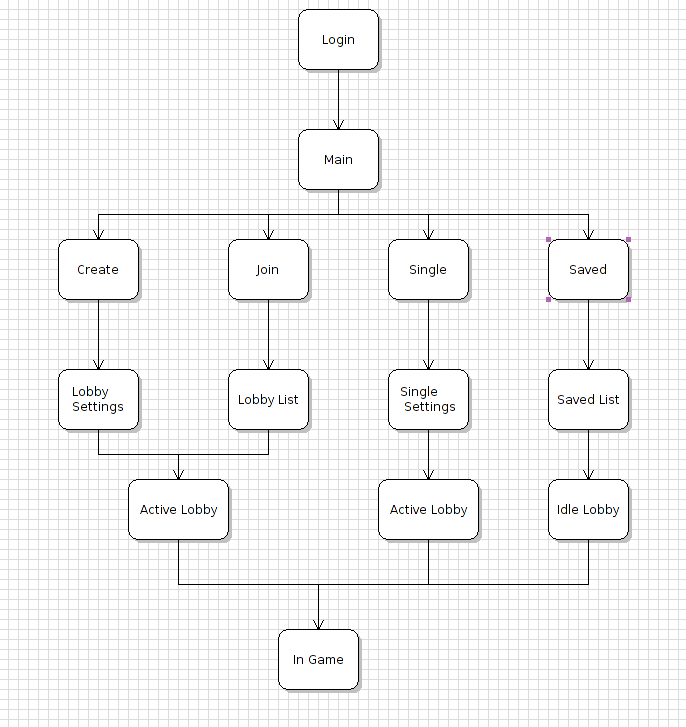 Login
Main
Create
Join
Single
Saved
Lobby
Settings
Lobby List
Single
Settings
Saved List
Active Lobby
Active Lobby
Idle Lobby
In Game